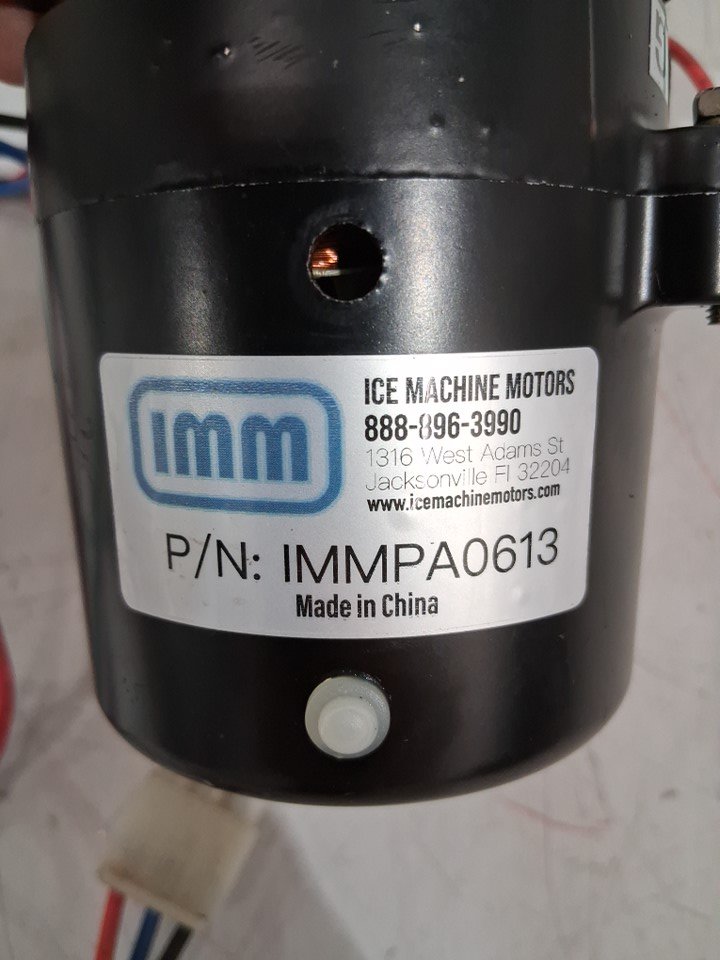 imm
ICE MACHINE MOTORS
888-896-3990
1316 West Adams St
Jacksonville Fl 32204
www.icemachinemotors.com
P/N: IMMPA0613
Made in China